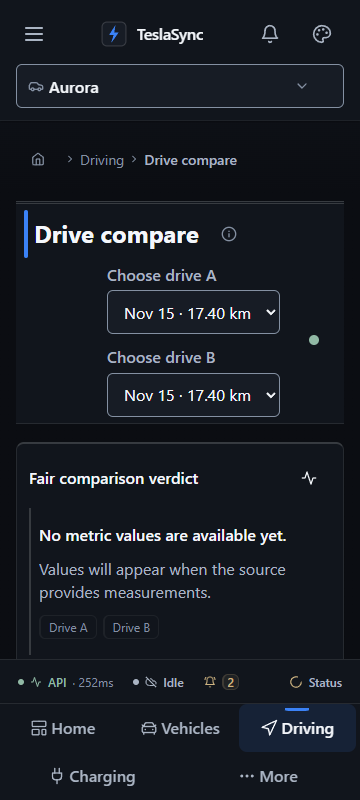 TeslaSync
Aurora
Driving Drive compare
Drive compare
Choose drive A
Nov 15 · 17.40 km
Choose drive B
Nov 15 · 17.40 km
Fair comparison verdict
No metric values are available yet.
Values will appear when the source
provides measurements.
Drive A Drive B
API · 252ms Idle 2 Status
Home Vehicles Driving
Charging More